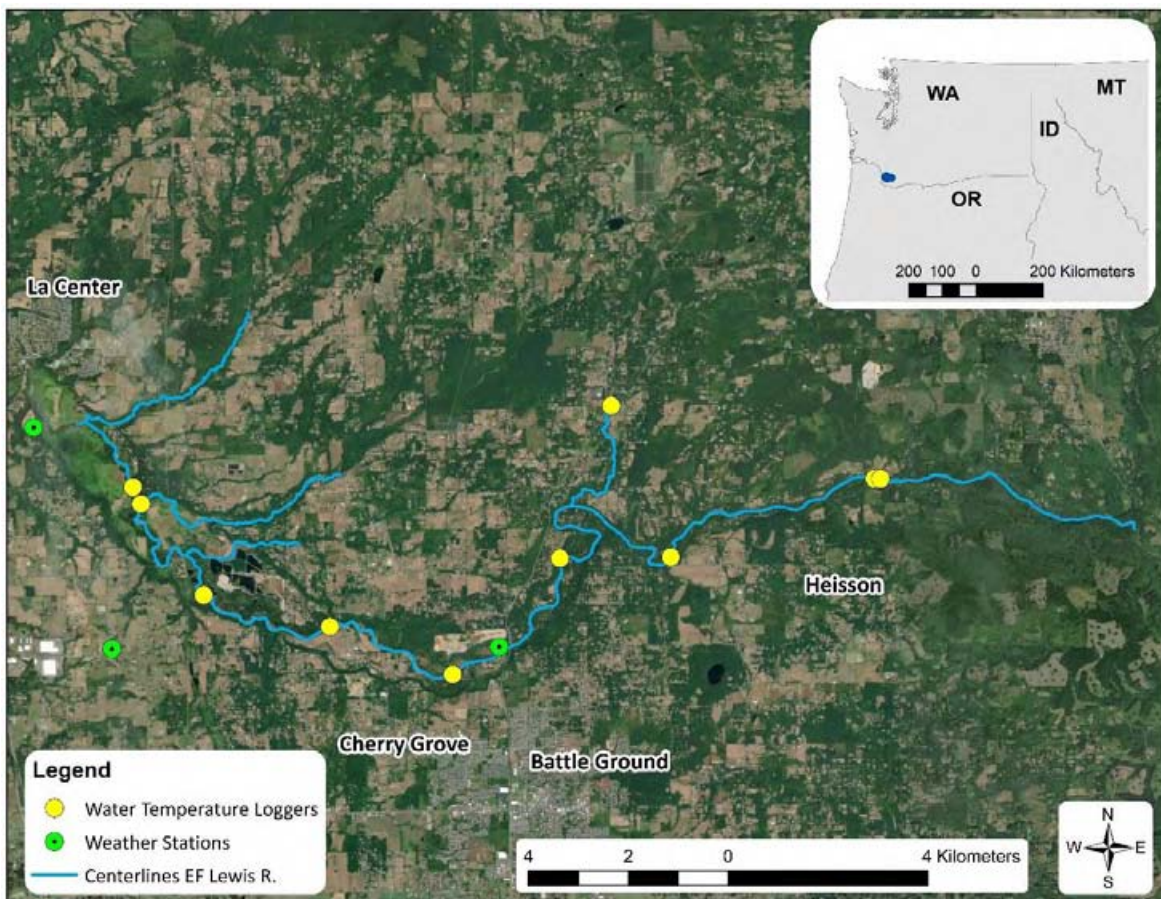 WA
MT
ID
OR
200 100 0 200 Kilometers
La Center
Heisson
Cherry Grove
Battle Ground
Legend
Water Temperature Loggers
Weather Stations
Centerlines EF Lewis R.
4 2 0 4 Kilometers
N
W E
S